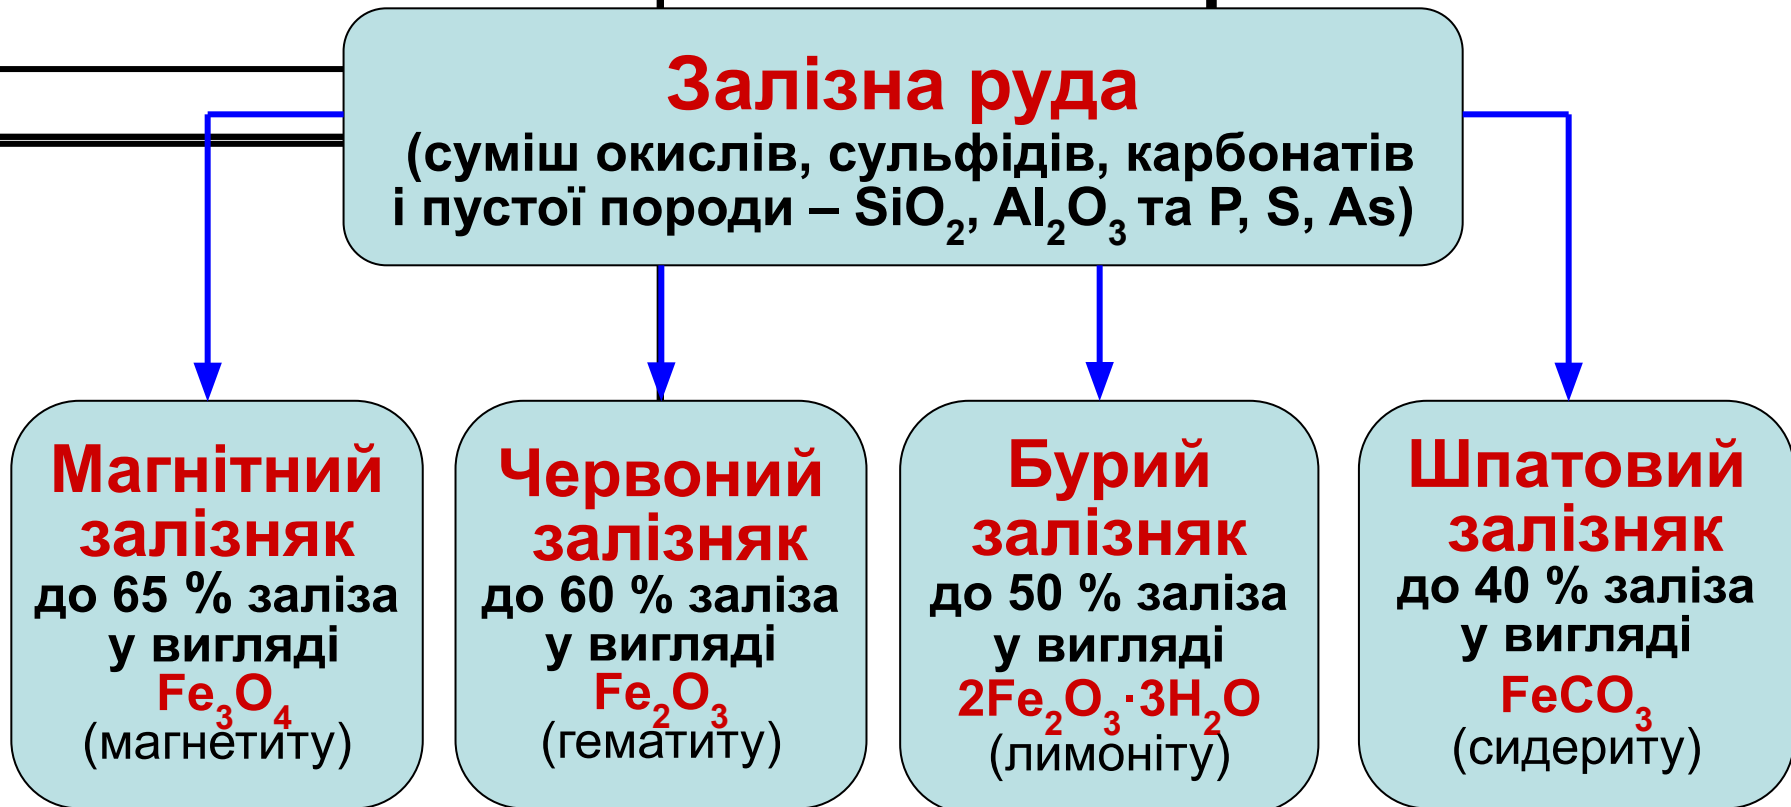 Залізна руда
(суміш окислів, сульфідів, карбонатів
і пустої породи – SiO₂, Al₂O₃ та P, S, As)
Магнітний
залізняк
до 65 % заліза
у вигляді
Fe₃O₄
(магнетиту)
Червоний
залізняк
до 60 % заліза
у вигляді
Fe₂O₃
(гематиту)
Бурий
залізняк
до 50 % заліза
у вигляді
2Fe₂O₃·3H₂O
(лимоніту)
Шпатовий
залізняк
до 40 % заліза
у вигляді
FeCO₃
(сидериту)